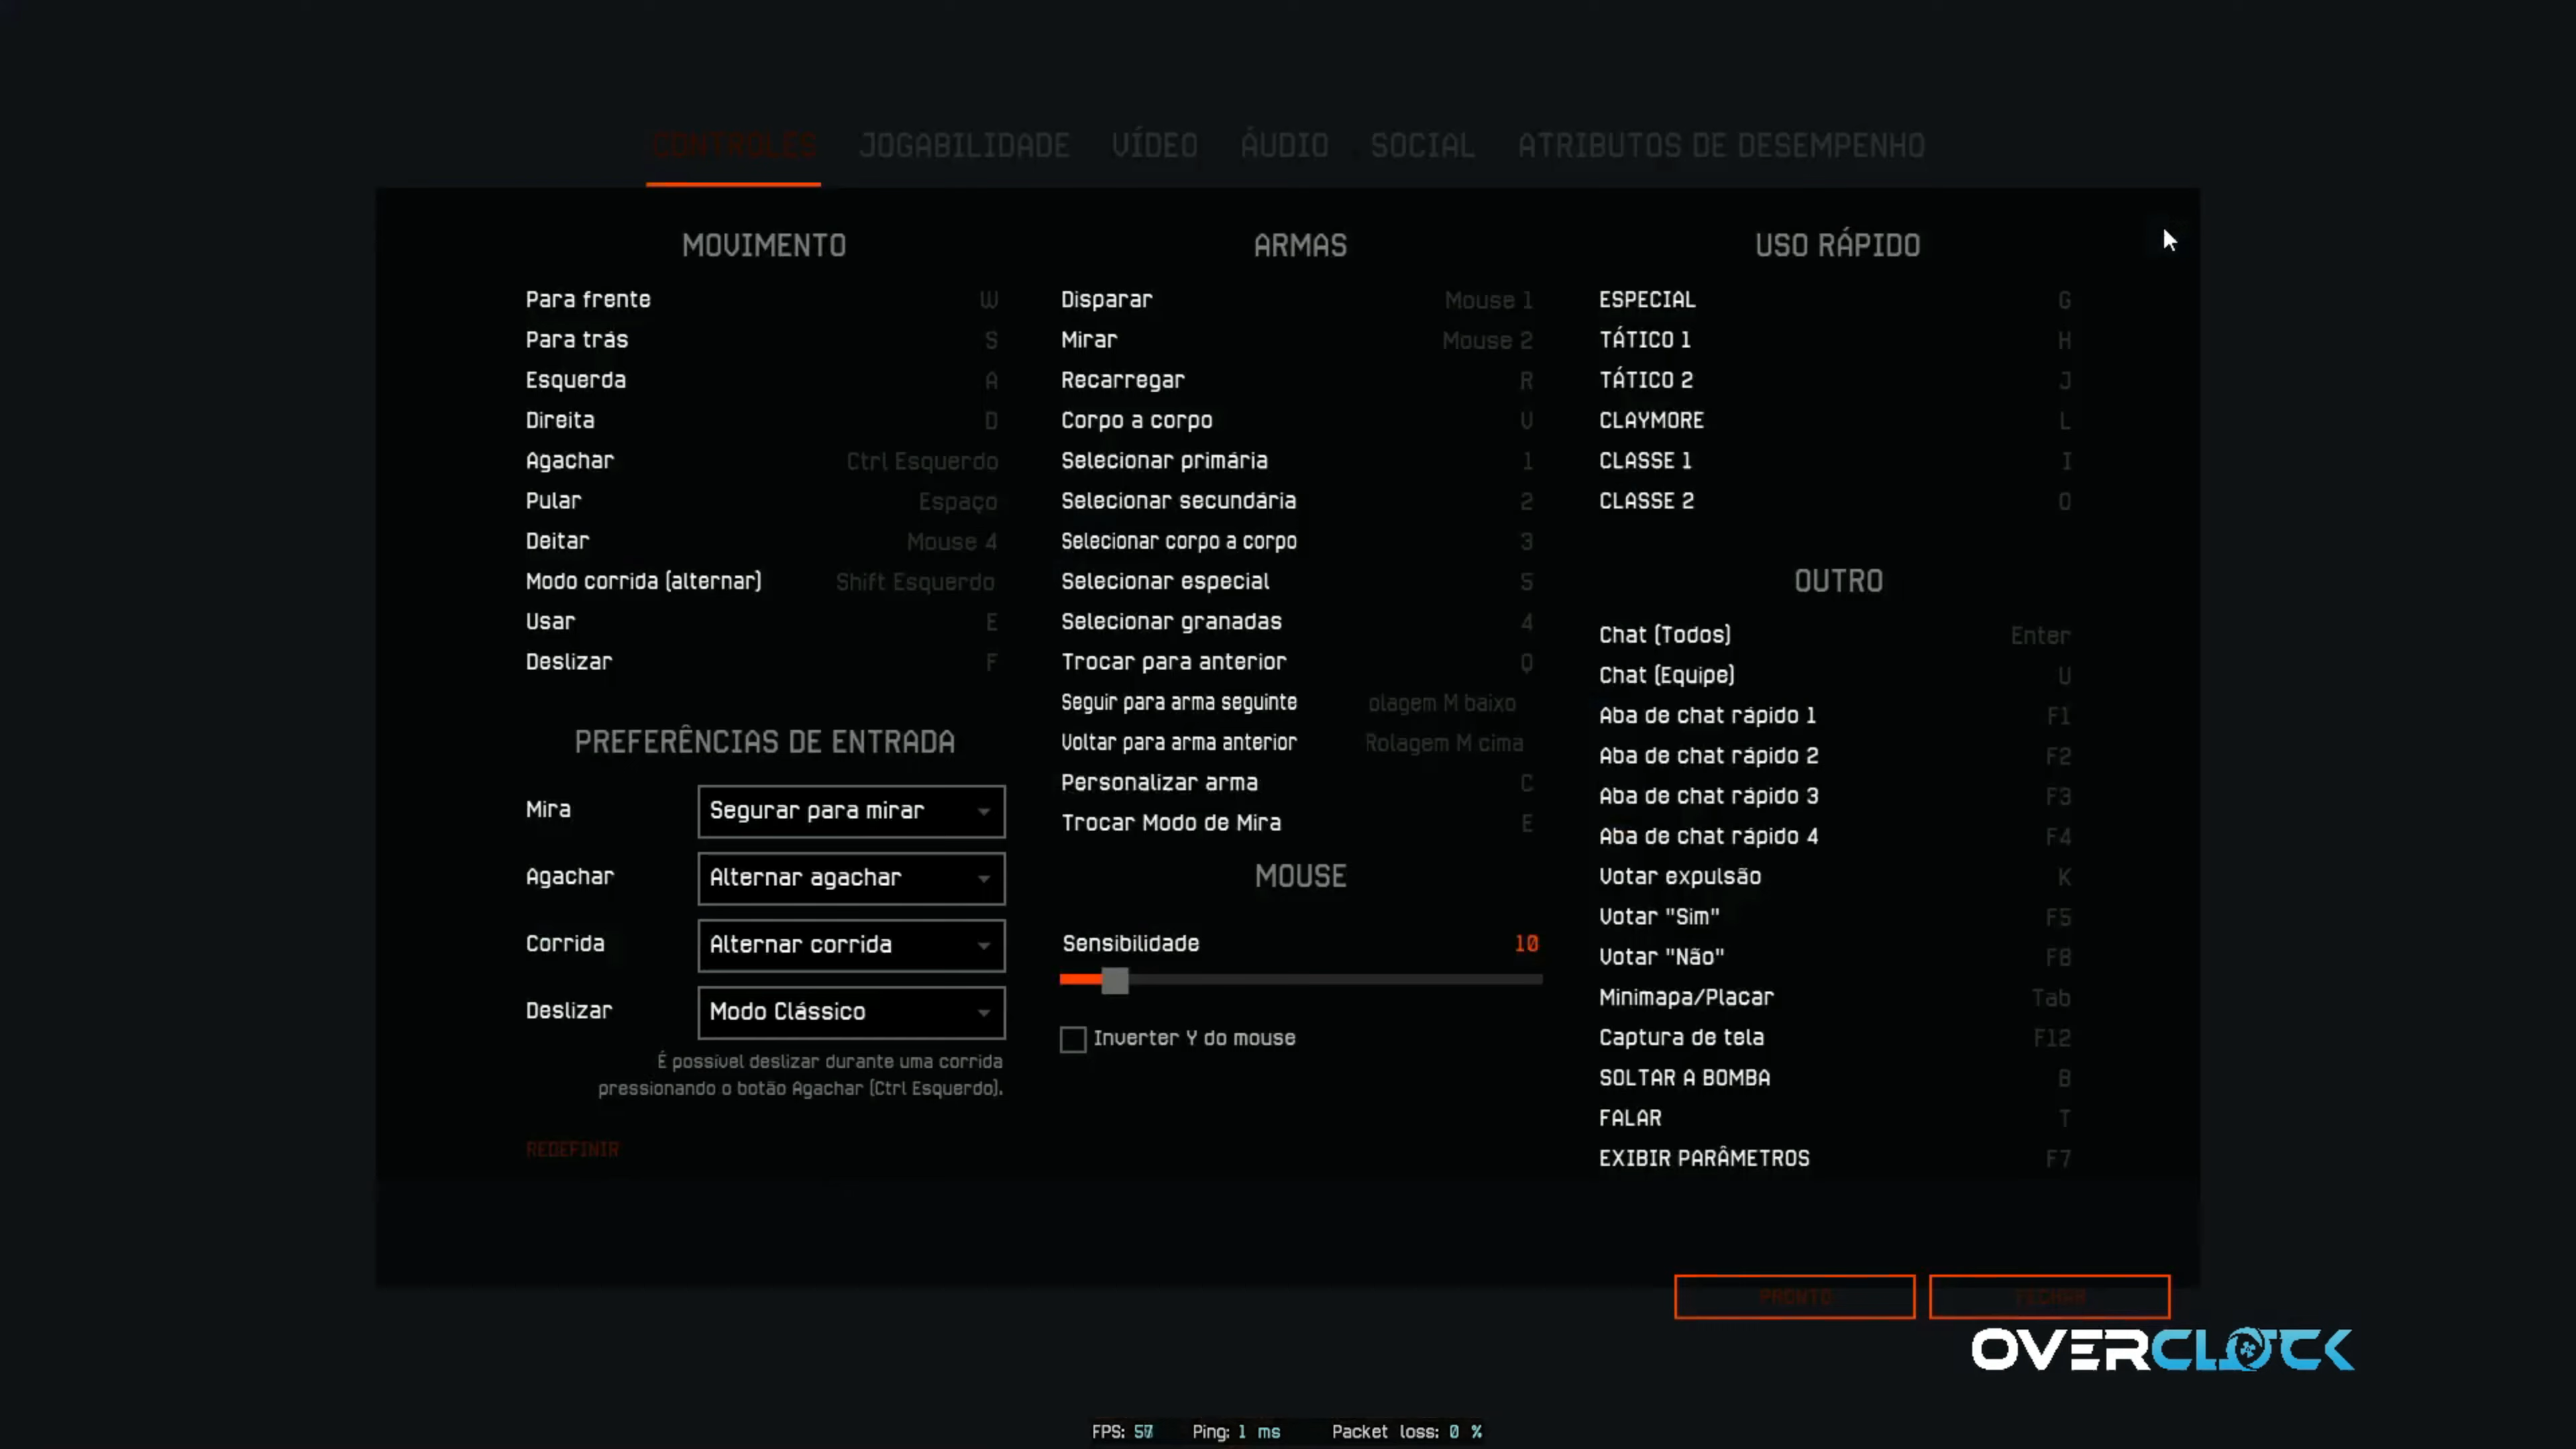 CONTROLES JOGABILIDADE VÍDEO ÁUDIO SOCIAL ATRIBUTOS DE DESEMPENHO
MOVIMENTO
Para frente W
Para trás S
Esquerda A
Direita D
Agachar Ctrl Esquerdo
Pular Espaço
Deitar Mouse 4
Modo corrida (alternar) Shift Esquerdo
Usar E
Deslizar F
PREFERÊNCIAS DE ENTRADA
Mira Segurar para mirar
Agachar Alternar agachar
Corrida Alternar corrida
Deslizar Modo Clássico
É possível deslizar durante uma corrida
pressionando o botão Agachar (Ctrl Esquerdo).
REDEFINIR
ARMAS
Disparar Mouse 1
Mirar Mouse 2
Recarregar R
Corpo a corpo V
Selecionar primária 1
Selecionar secundária 2
Selecionar corpo a corpo 3
Selecionar especial 5
Selecionar granadas 4
Trocar para anterior Q
Seguir para arma seguinte olagem M baixo
Voltar para arma anterior Rolagem M cima
Personalizar arma C
Trocar Modo de Mira E
MOUSE
Sensibilidade 10
Inverter Y do mouse
USO RÁPIDO
ESPECIAL G
TÁTICO 1 H
TÁTICO 2 J
CLAYMORE L
CLASSE 1 I
CLASSE 2 O
OUTRO
Chat (Todos) Enter
Chat (Equipe) U
Aba de chat rápido 1 F1
Aba de chat rápido 2 F2
Aba de chat rápido 3 F3
Aba de chat rápido 4 F4
Votar expulsão K
Votar "Sim" F5
Votar "Não" F8
Minimapa/Placar Tab
Captura de tela F12
SOLTAR A BOMBA B
FALAR T
EXIBIR PARÂMETROS F7
PRONTO FECHAR
OVERCLOCK
FPS: Ping: 1 ms Packet loss: 0 %